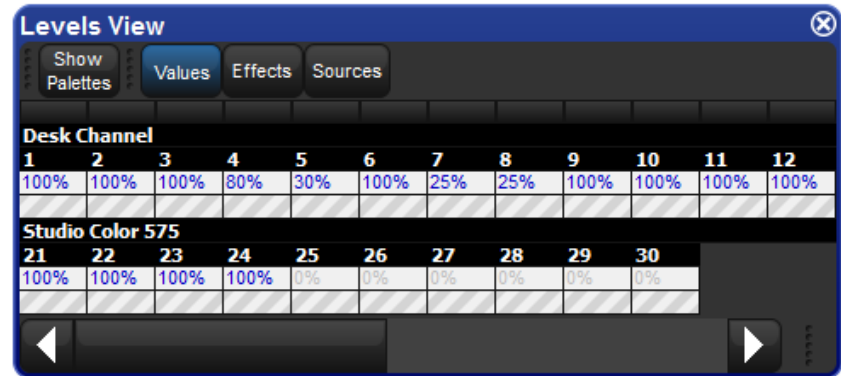 Levels View
Show Palettes Values Effects Sources
Desk Channel
1 2 3 4 5 6 7 8 9 10 11 12
100% 100% 100% 80% 30% 100% 25% 25% 100% 100% 100% 100%
Studio Color 575
21 22 23 24 25 26 27 28 29 30
100% 100% 100% 100% 0% 0% 0% 0% 0% 0%